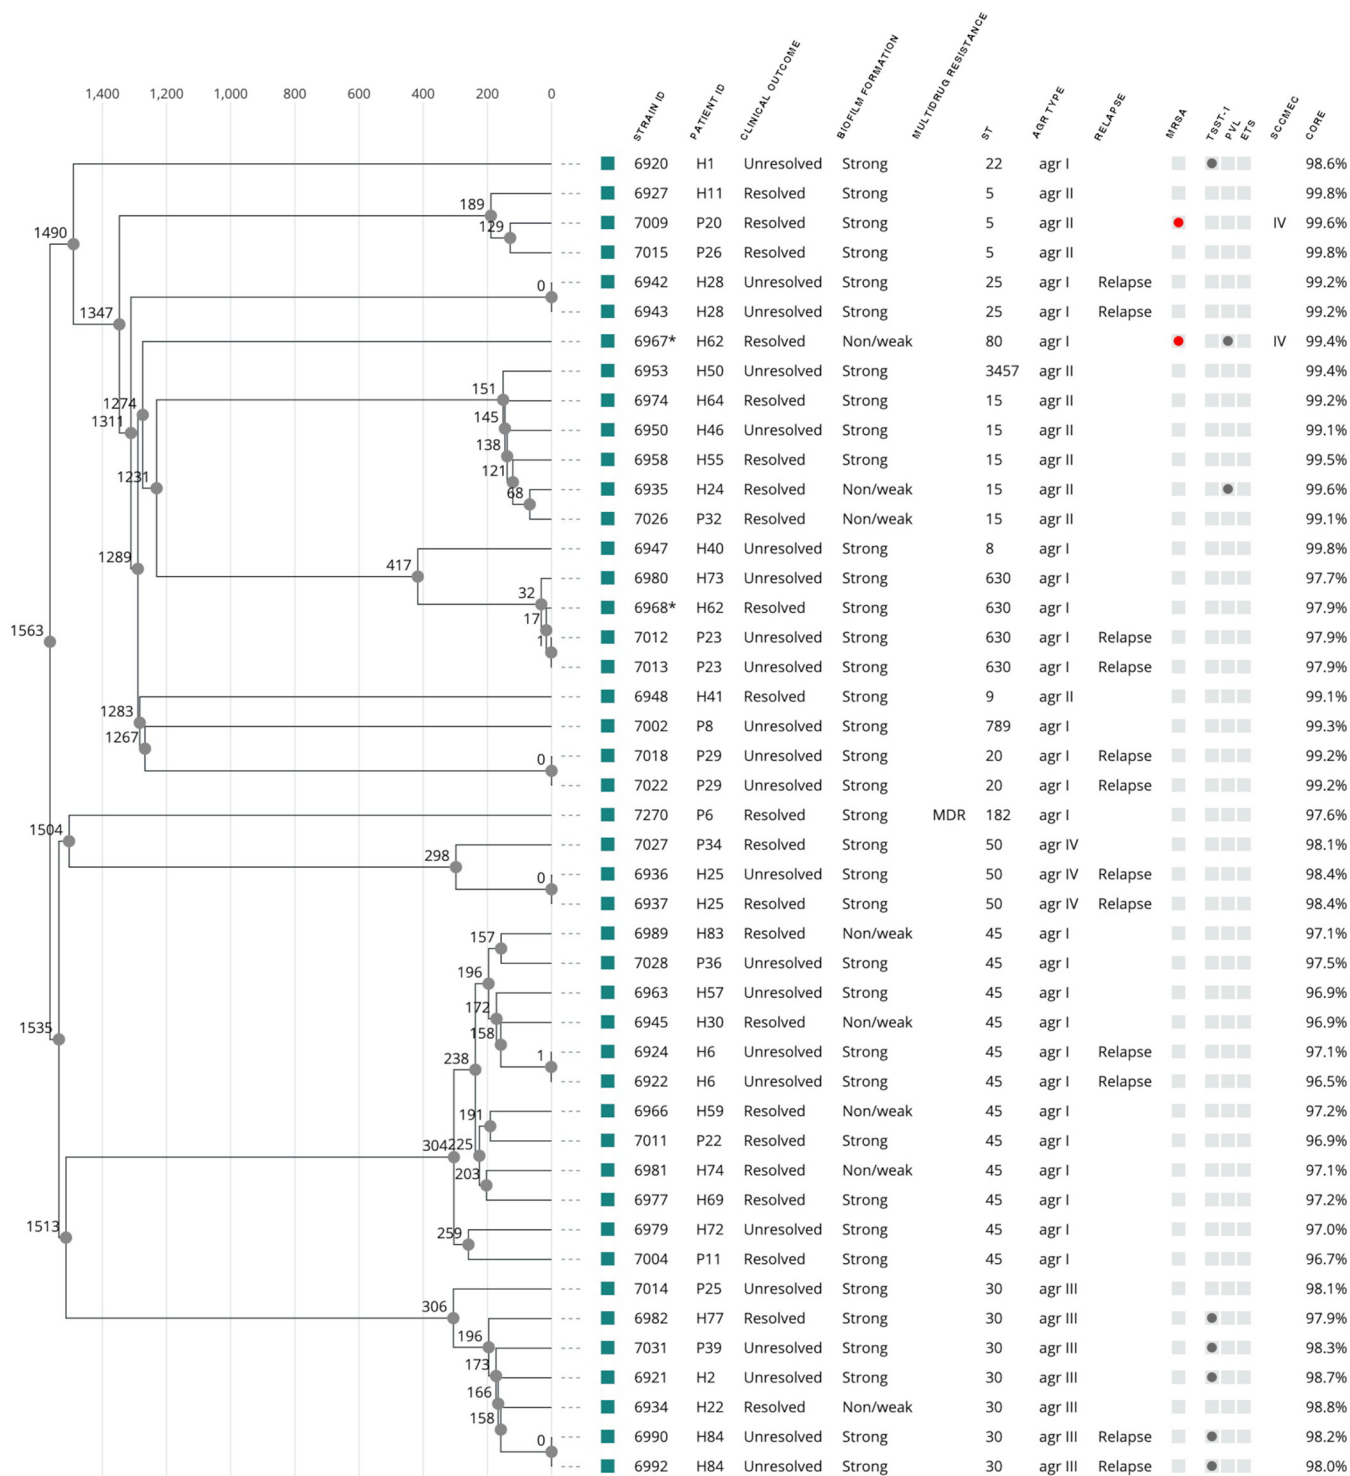 1,400 1,200 1,000 800 600 400 200 0 STRAIN ID PATIENT ID CLINICAL OUTCOME BIOFILM FORMATION MULTIDRUG RESISTANCE ST AGR TYPE RELAPSE MRSA TSST-1 PVL ETS SCCMEC CORE
6920 H1 Unresolved Strong 22 agr I 98.6%
6927 H11 Resolved Strong 5 agr II 99.8%
189
7009 P20 Resolved Strong 5 agr II IV 99.6%
129
1490
7015 P26 Resolved Strong 5 agr II 99.8%
0 6942 H28 Unresolved Strong 25 agr I Relapse 99.2%
1347 6943 H28 Unresolved Strong 25 agr I Relapse 99.2%
6967* H62 Resolved Non/weak 80 agr I IV 99.4%
6953 H50 Unresolved Strong 3457 agr II 99.4%
151
1274 6974 H64 Resolved Strong 15 agr II 99.2%
145
1311 6950 H46 Unresolved Strong 15 agr II 99.1%
138
6958 H55 Resolved Strong 15 agr II 99.5%
121
1231
68 6935 H24 Resolved Non/weak 15 agr II 99.6%
7026 P32 Resolved Non/weak 15 agr II 99.1%
6947 H40 Unresolved Strong 8 agr I 99.8%
1289 417
6980 H73 Unresolved Strong 630 agr I 97.7%
32
6968* H62 Resolved Strong 630 agr I 97.9%
17
1563
1 7012 P23 Unresolved Strong 630 agr I Relapse 97.9%
7013 P23 Unresolved Strong 630 agr I Relapse 97.9%
6948 H41 Resolved Strong 9 agr II 99.1%
1283
7002 P8 Unresolved Strong 789 agr I 99.3%
1267
0 7018 P29 Unresolved Strong 20 agr I Relapse 99.2%
7022 P29 Unresolved Strong 20 agr I Relapse 99.2%
7270 P6 Resolved Strong MDR 182 agr I 97.6%
1504
7027 P34 Resolved Strong 50 agr IV 98.1%
298
0 6936 H25 Unresolved Strong 50 agr IV Relapse 98.4%
6937 H25 Resolved Strong 50 agr IV Relapse 98.4%
157 6989 H83 Resolved Non/weak 45 agr I 97.1%
7028 P36 Unresolved Strong 45 agr I 97.5%
196
6963 H57 Unresolved Strong 45 agr I 96.9%
172
1535
6945 H30 Resolved Non/weak 45 agr I 96.9%
158
238 1 6924 H6 Unresolved Strong 45 agr I Relapse 97.1%
6922 H6 Unresolved Strong 45 agr I Relapse 96.5%
191 6966 H59 Resolved Non/weak 45 agr I 97.2%
7011 P22 Resolved Strong 45 agr I 96.9%
304 225
203 6981 H74 Resolved Non/weak 45 agr I 97.1%
6977 H69 Resolved Strong 45 agr I 97.2%
1513 259 6979 H72 Unresolved Strong 45 agr I 97.0%
7004 P11 Resolved Strong 45 agr I 96.7%
7014 P25 Unresolved Strong 30 agr III 98.1%
306
6982 H77 Resolved Strong 30 agr III 97.9%
196
7031 P39 Unresolved Strong 30 agr III 98.3%
173
6921 H2 Unresolved Strong 30 agr III 98.7%
166
6934 H22 Resolved Non/weak 30 agr III 98.8%
158
0 6990 H84 Unresolved Strong 30 agr III Relapse 98.2%
6992 H84 Unresolved Strong 30 agr III Relapse 98.0%